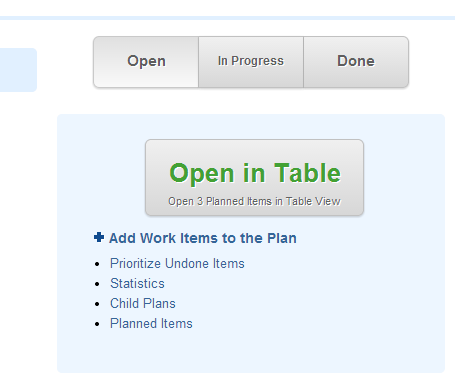 Open In Progress Done
Open in Table
Open 3 Planned Items in Table View
Add Work Items to the Plan
Prioritize Undone Items
Statistics
Child Plans
Planned Items